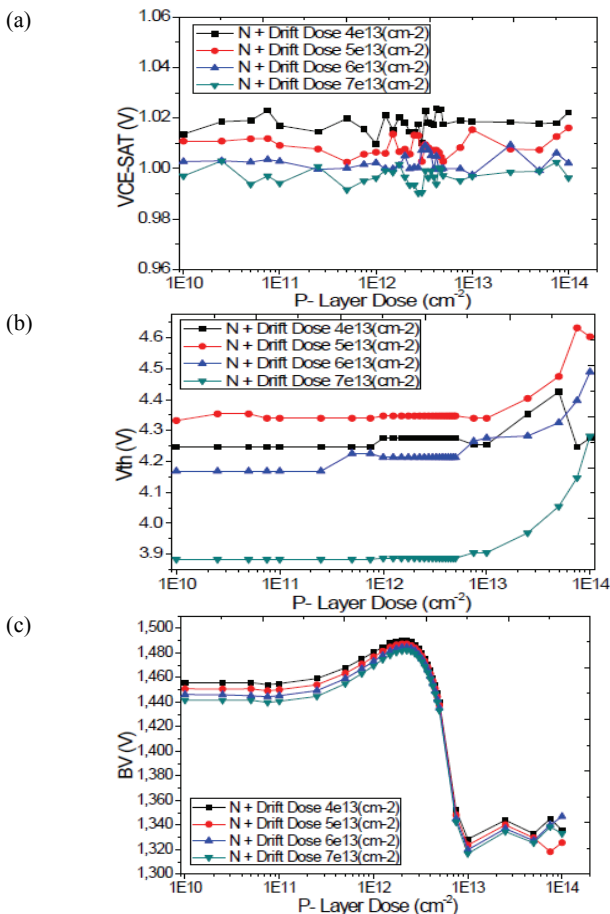 (a)
1.06
1.04
1.02
1.00
0.98
0.96
VCE-SAT (V)
N + Drift Dose 4e13(cm-2)
N + Drift Dose 5e13(cm-2)
N + Drift Dose 6e13(cm-2)
N + Drift Dose 7e13(cm-2)
1E10 1E11 1E12 1E13 1E14
P- Layer Dose (cm-2)
(b)
4.6
4.5
4.4
4.3
4.2
4.1
4.0
3.9
Vth (V)
N + Drift Dose 4e13(cm-2)
N + Drift Dose 5e13(cm-2)
N + Drift Dose 6e13(cm-2)
N + Drift Dose 7e13(cm-2)
1E10 1E11 1E12 1E13 1E14
P- Layer Dose (cm-2)
(c)
1,500
1,480
1,460
1,440
1,420
1,400
1,380
1,360
1,340
1,320
1,300
BV (V)
N + Drift Dose 4e13(cm-2)
N + Drift Dose 5e13(cm-2)
N + Drift Dose 6e13(cm-2)
N + Drift Dose 7e13(cm-2)
1E10 1E11 1E12 1E13 1E14
P- Layer Dose (cm-2)